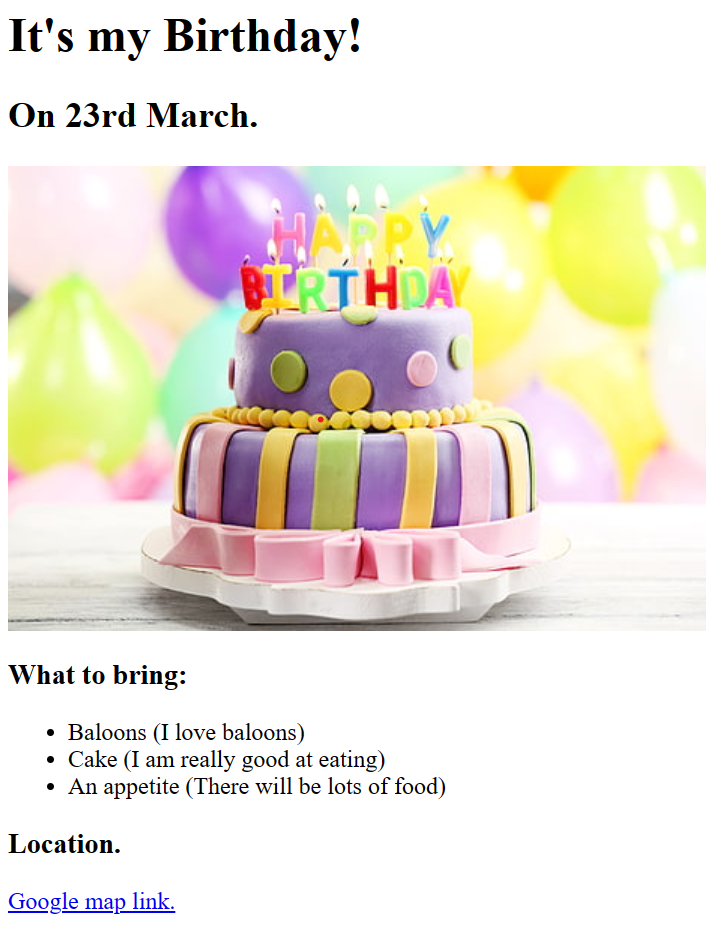 It's my Birthday!
On 23rd March.
HAPPY
BIRTHDAY
What to bring:
• Baloons (I love baloons)
• Cake (I am really good at eating)
• An appetite (There will be lots of food)
Location.
Google map link.